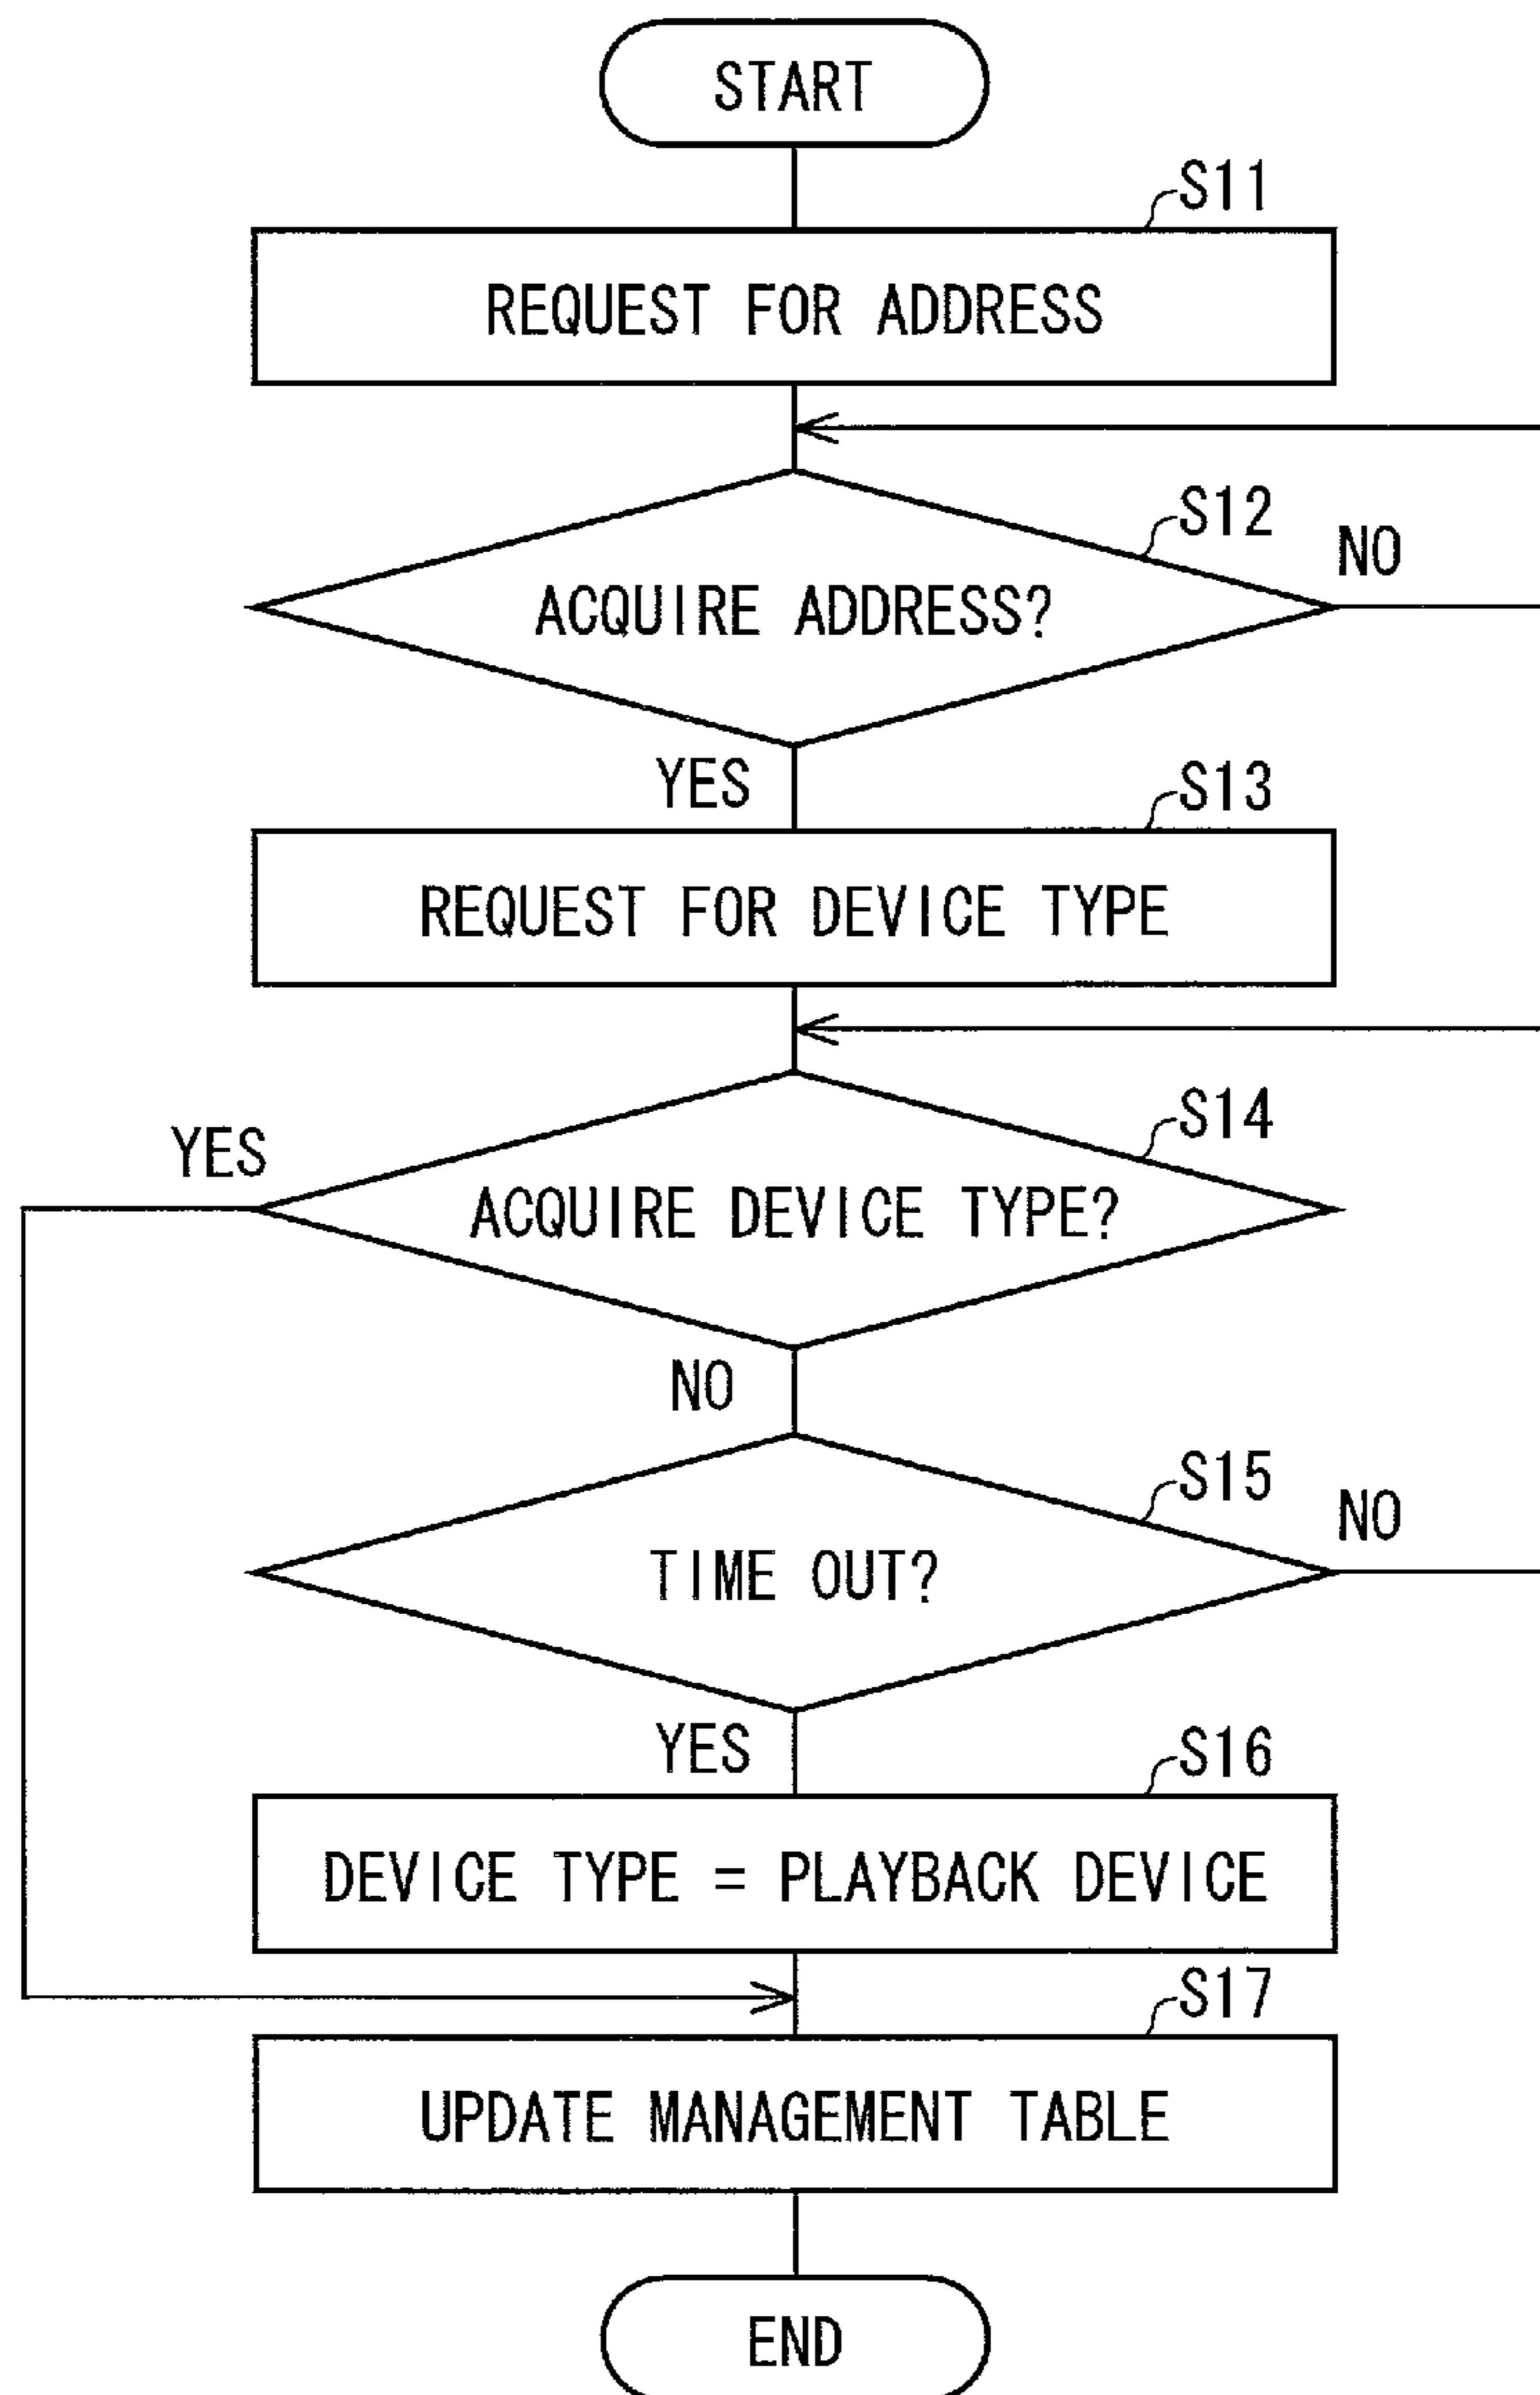 START
S11
REQUEST FOR ADDRESS
S12
NO
ACQUIRE ADDRESS?
YES
S13
REQUEST FOR DEVICE TYPE
S14
YES
ACQUIRE DEVICE TYPE?
NO
S15
NO
TIME OUT?
YES
S16
DEVICE TYPE = PLAYBACK DEVICE
S17
UPDATE MANAGEMENT TABLE
END